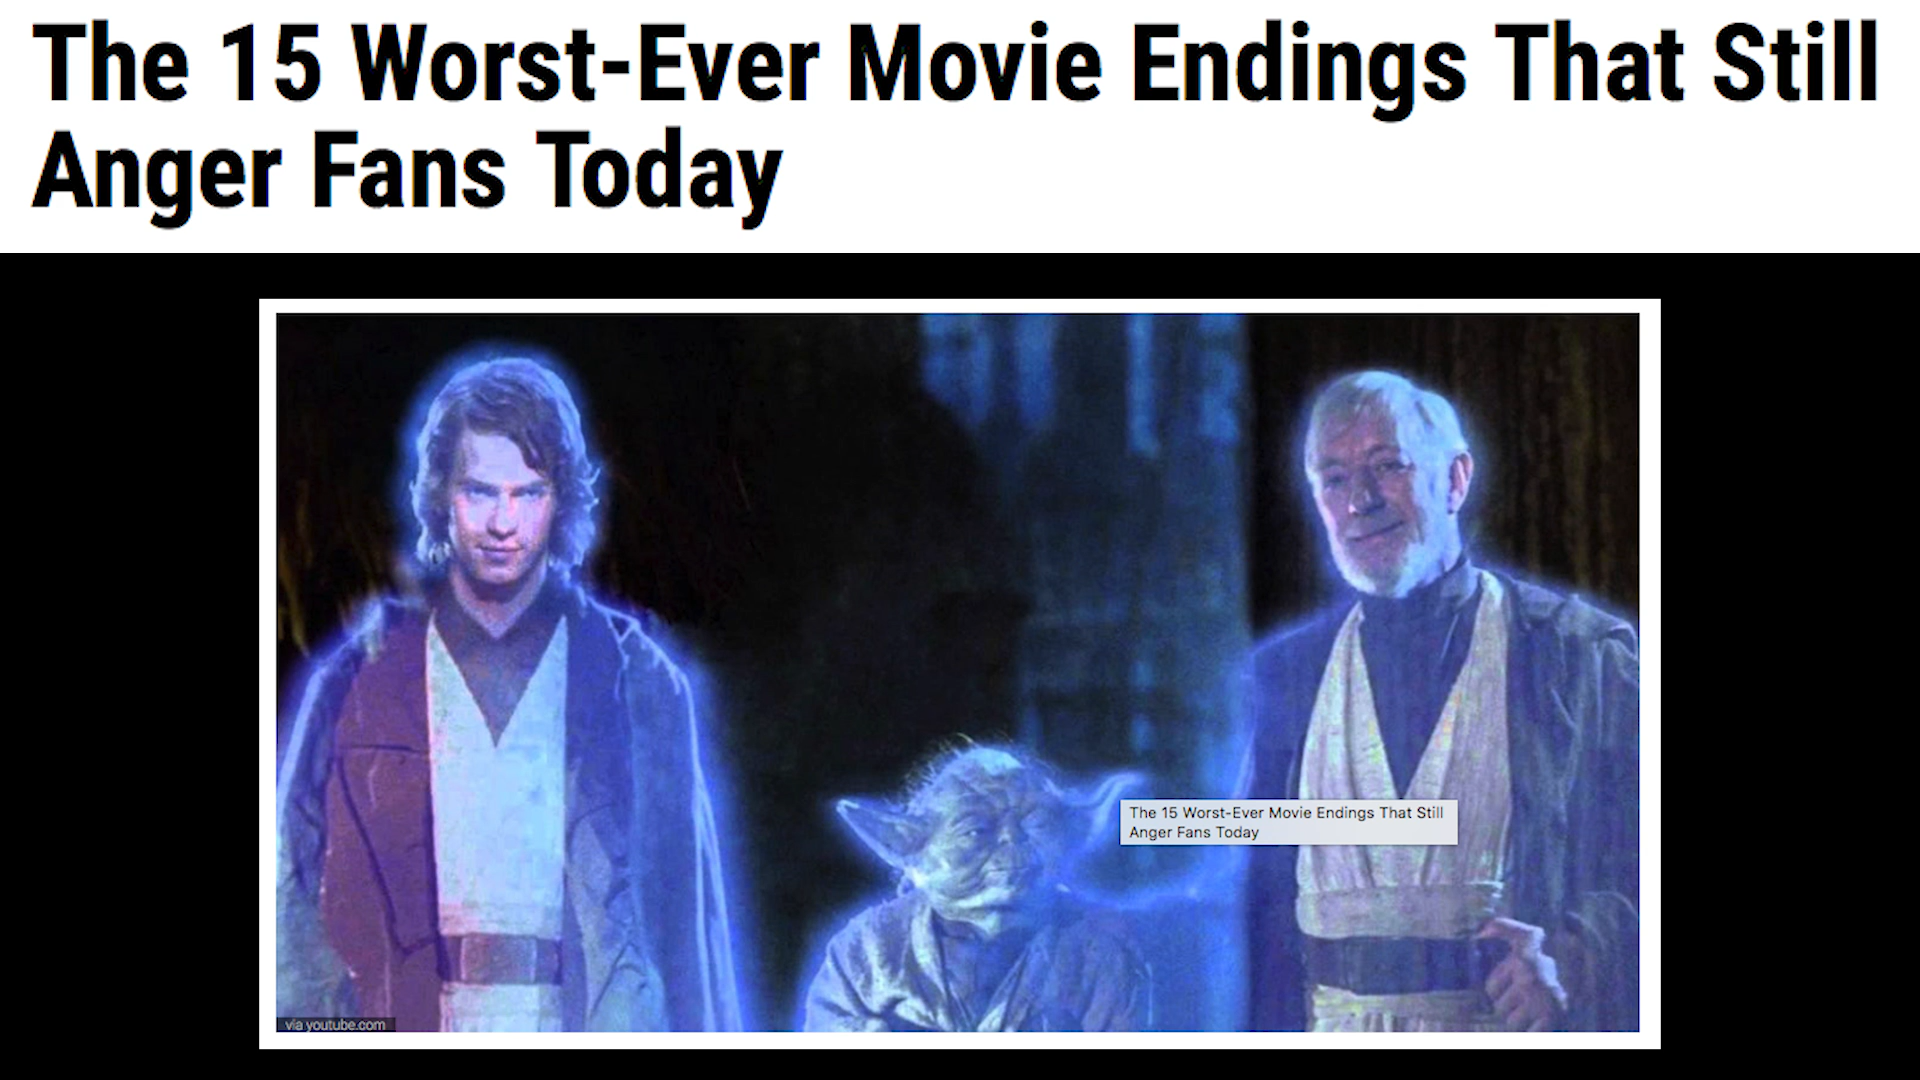 The 15 Worst-Ever Movie Endings That Still
Anger Fans Today
The 15 Worst-Ever Movie Endings That Still
Anger Fans Today
via youtube.com